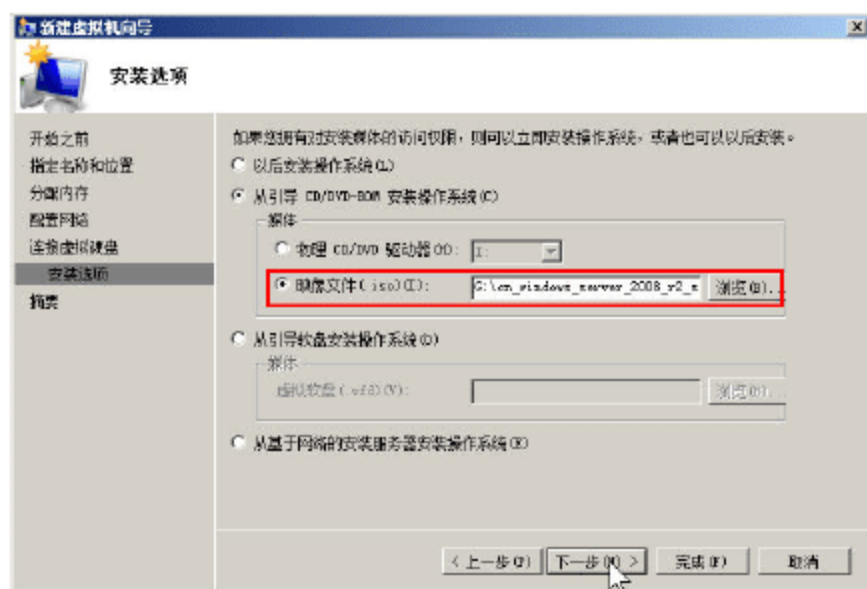 新建虚拟机向导
安装选项
开始之前
指定名称和位置
分配内存
配置网络
连接虚拟硬盘
安装选项
摘要
如果您拥有对安装媒体的访问权限，则可以立即安装操作系统，或者也可以以后安装。
以后安装操作系统(L)
从引导 CD/DVD-ROM 安装操作系统(C)
媒体
物理 CD/DVD 驱动器(Y): I:
映像文件(.iso)(I): G:\cn_windows_server_2008_r2_s 浏览(B)...
从引导软盘安装操作系统(O)
媒体
虚拟软盘(.vfd)(V): 浏览(B)...
从基于网络的安装服务器安装操作系统(E)
< 上一步(P) 下一步(N) > 完成(F) 取消